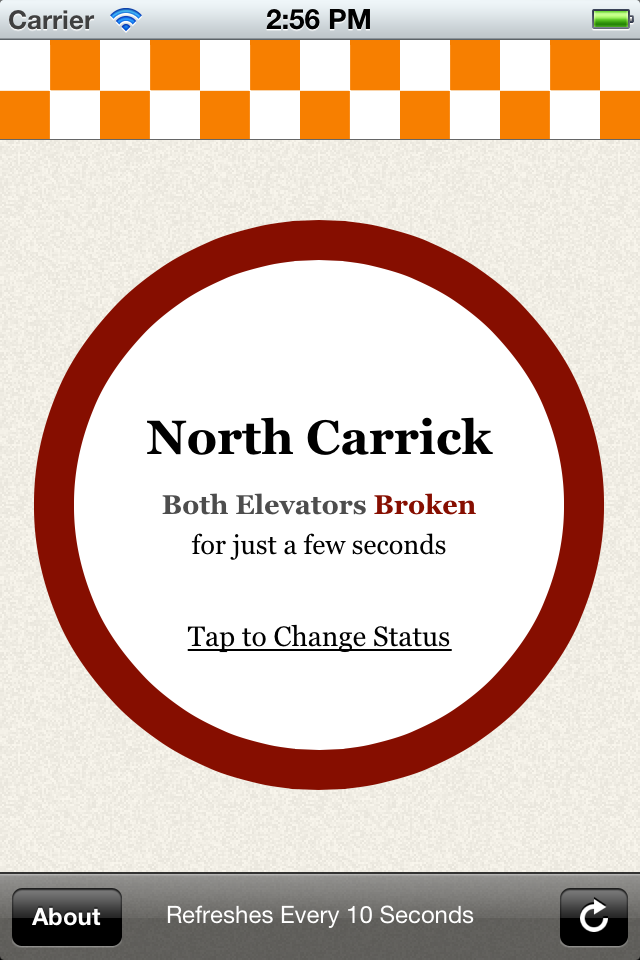 Carrier 2:56 PM
North Carrick
Both Elevators Broken
for just a few seconds
Tap to Change Status
About Refreshes Every 10 Seconds